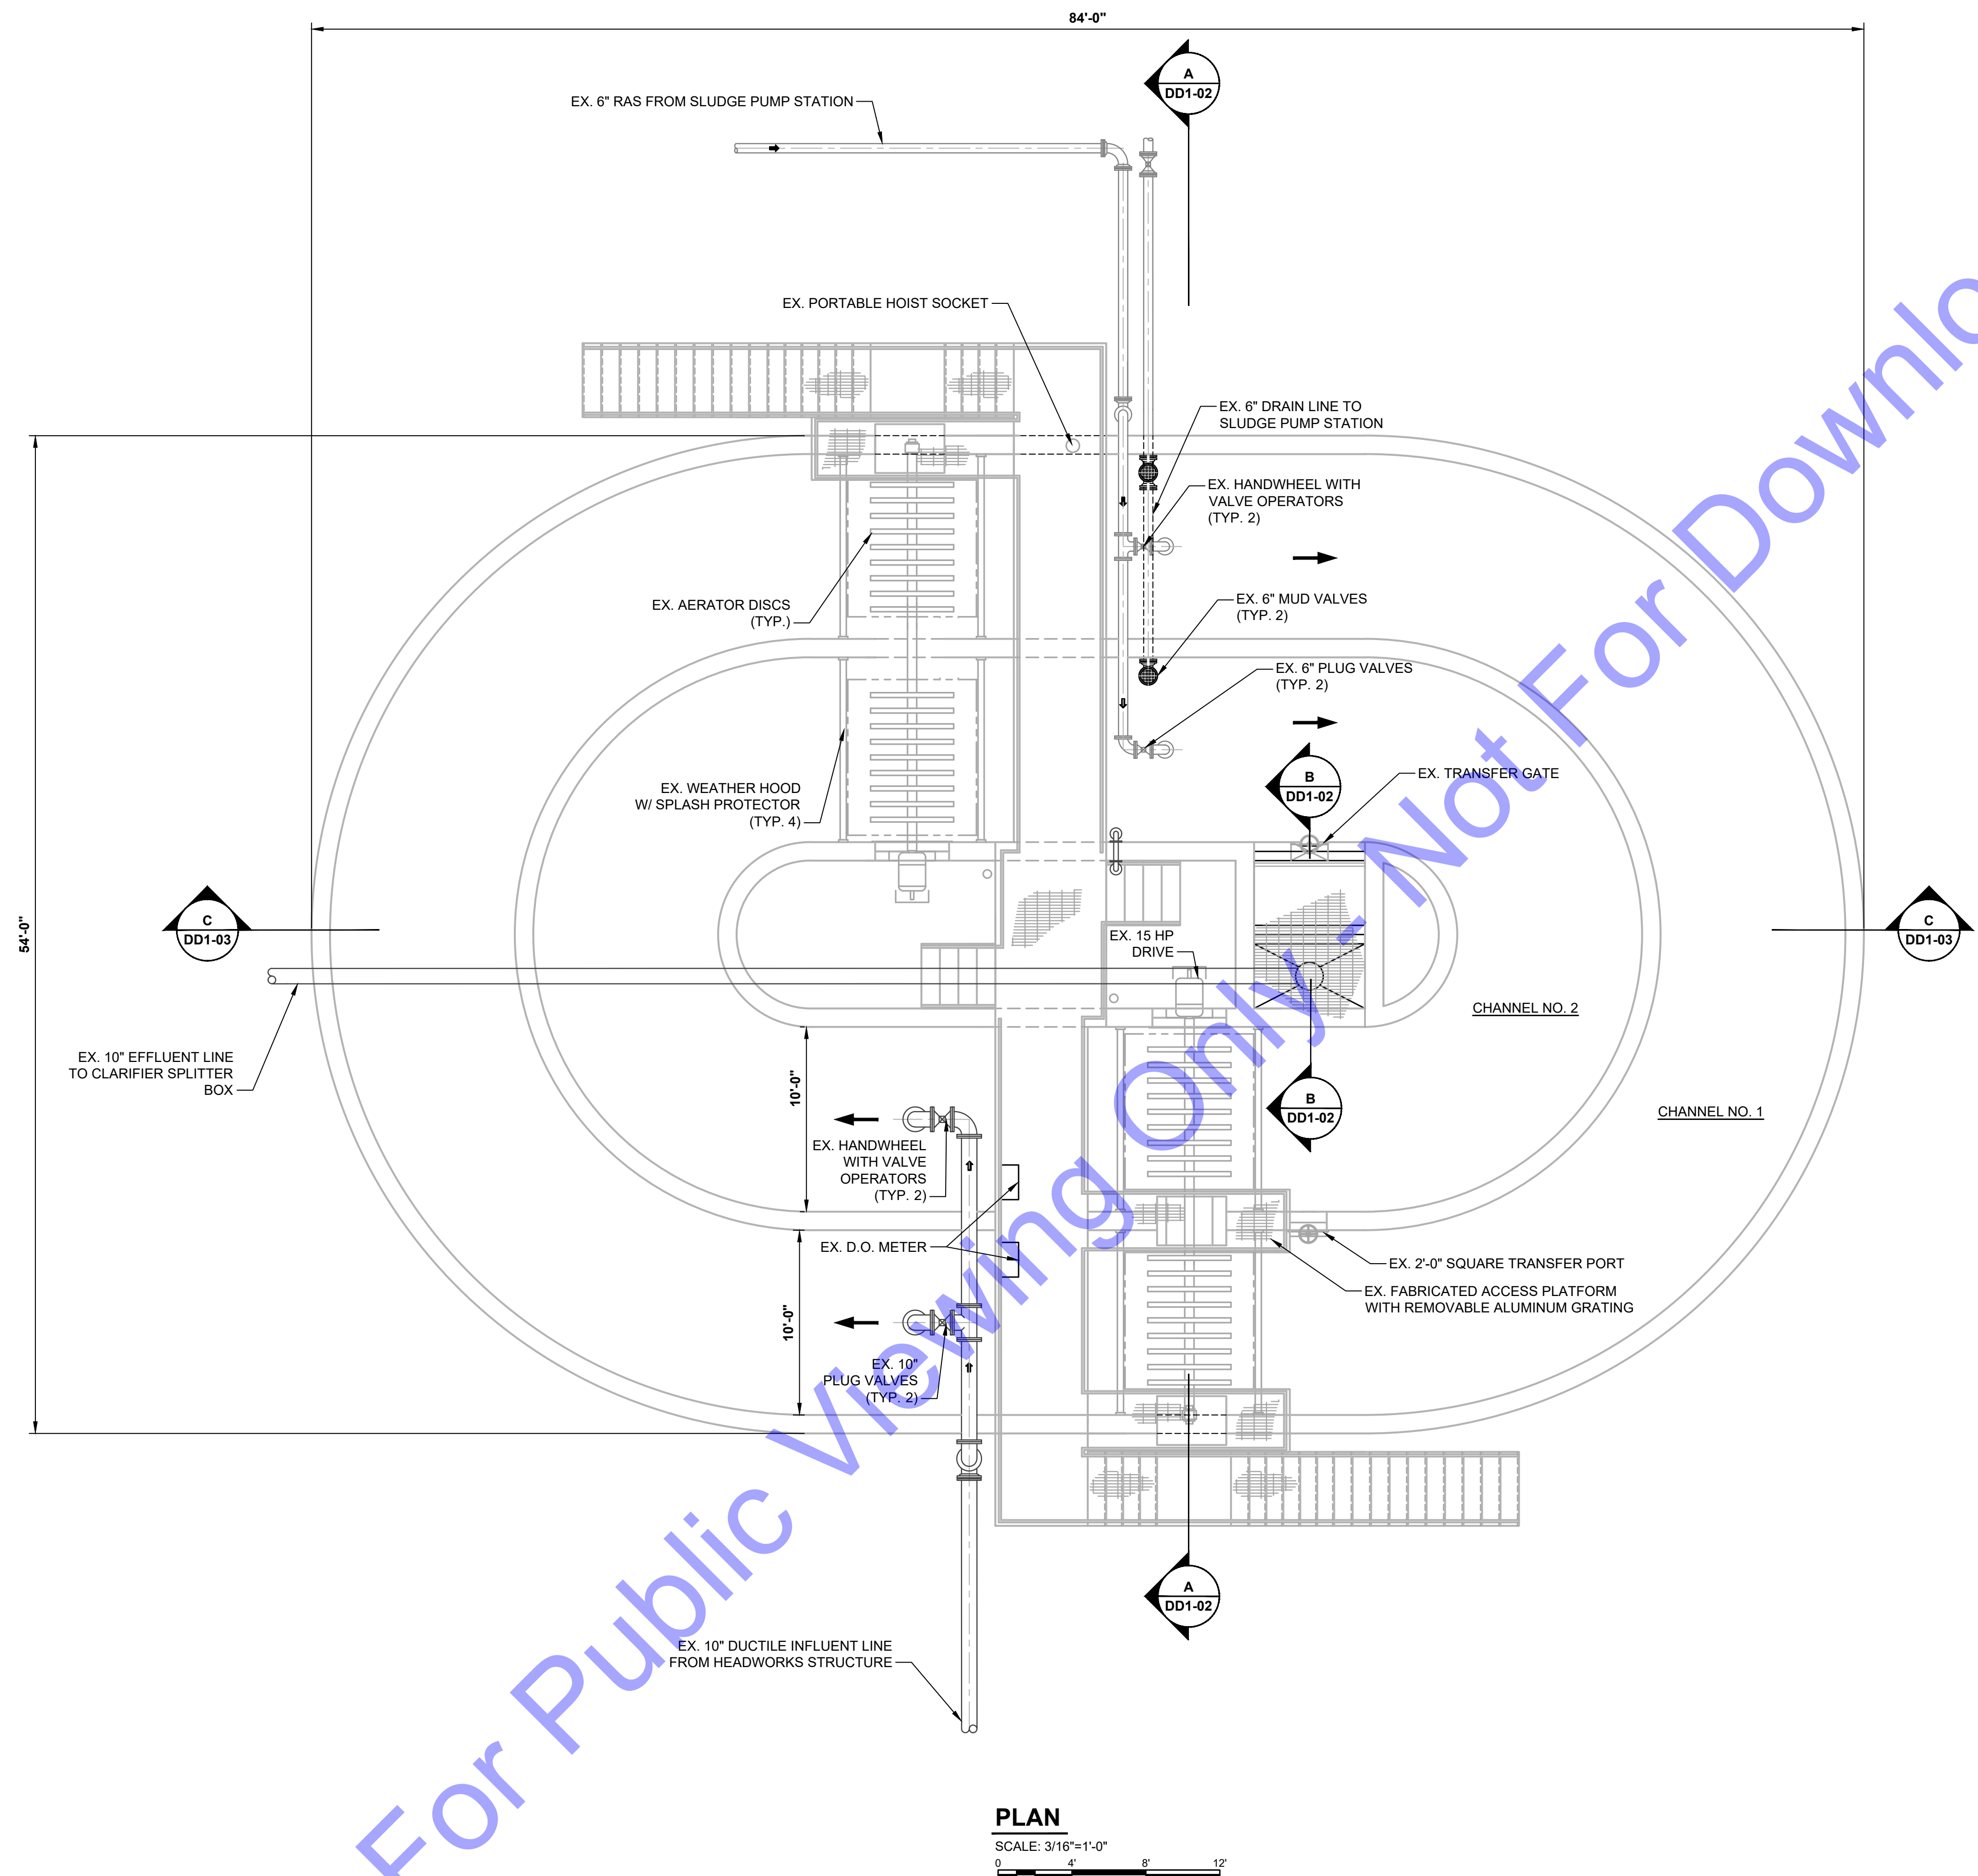 84'-0"
A
DD1-02
EX. 6" RAS FROM SLUDGE PUMP STATION
EX. PORTABLE HOIST SOCKET
EX. 6" DRAIN LINE TO
SLUDGE PUMP STATION
EX. HANDWHEEL WITH
VALVE OPERATORS
(TYP. 2)
EX. AERATOR DISCS
(TYP.)
EX. 6" MUD VALVES
(TYP. 2)
EX. 6" PLUG VALVES
(TYP. 2)
EX. WEATHER HOOD
W/ SPLASH PROTECTOR
(TYP. 4)
B
DD1-02
EX. TRANSFER GATE
54'-0"
C
DD1-03
EX. 15 HP
DRIVE
C
DD1-03
CHANNEL NO. 2
EX. 10" EFFLUENT LINE
TO CLARIFIER SPLITTER
BOX
10'-0"
B
DD1-02
CHANNEL NO. 1
EX. HANDWHEEL
WITH VALVE
OPERATORS
(TYP. 2)
EX. D.O. METER
EX. 2'-0" SQUARE TRANSFER PORT
EX. FABRICATED ACCESS PLATFORM
WITH REMOVABLE ALUMINUM GRATING
10'-0"
EX. 10"
PLUG VALVES
(TYP. 2)
A
DD1-02
EX. 10" DUCTILE INFLUENT LINE
FROM HEADWORKS STRUCTURE
PLAN
SCALE: 3/16"=1'-0"
0 4' 8' 12'
For Public Viewing Only - Not For Downlo